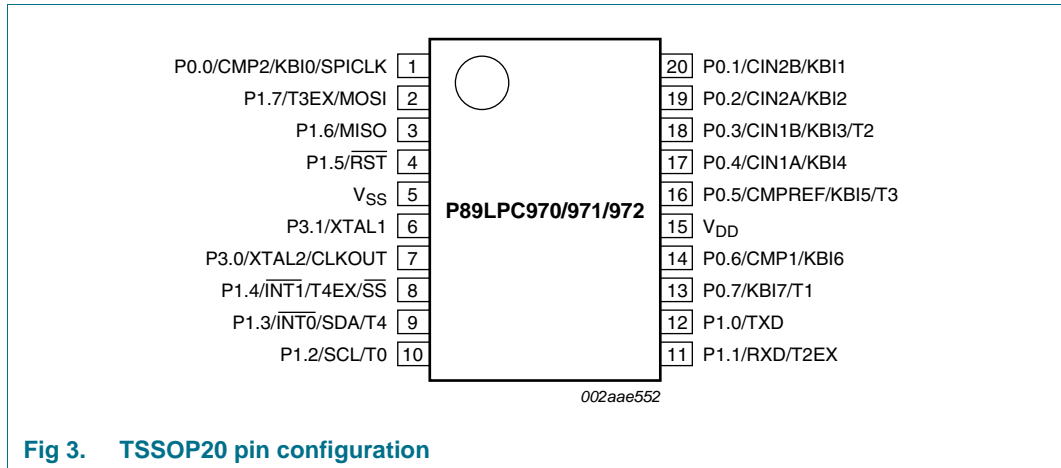 P0.0/CMP2/KBI0/SPICLK 1
P1.7/T3EX/MOSI 2
P1.6/MISO 3
P1.5/R̅S̅T̅ 4
VSS 5
P3.1/XTAL1 6
P3.0/XTAL2/CLKOUT 7
P1.4/I̅N̅T̅1̅/T4EX/S̅S̅ 8
P1.3/I̅N̅T̅0̅/SDA/T4 9
P1.2/SCL/T0 10
P89LPC970/971/972
20 P0.1/CIN2B/KBI1
19 P0.2/CIN2A/KBI2
18 P0.3/CIN1B/KBI3/T2
17 P0.4/CIN1A/KBI4
16 P0.5/CMPREF/KBI5/T3
15 VDD
14 P0.6/CMP1/KBI6
13 P0.7/KBI7/T1
12 P1.0/TXD
11 P1.1/RXD/T2EX
002aae552
Fig 3. TSSOP20 pin configuration